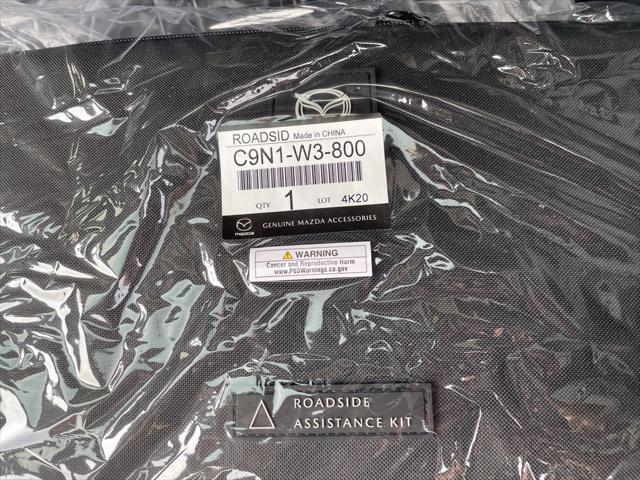 ROADSID Made in CHINA
C9N1-W3-800
QTY 1 LOT 4K20
mazda GENUINE MAZDA ACCESSORIES
WARNING
Cancer and Reproductive Harm
www.P65Warnings.ca.gov
ROADSIDE
ASSISTANCE KIT